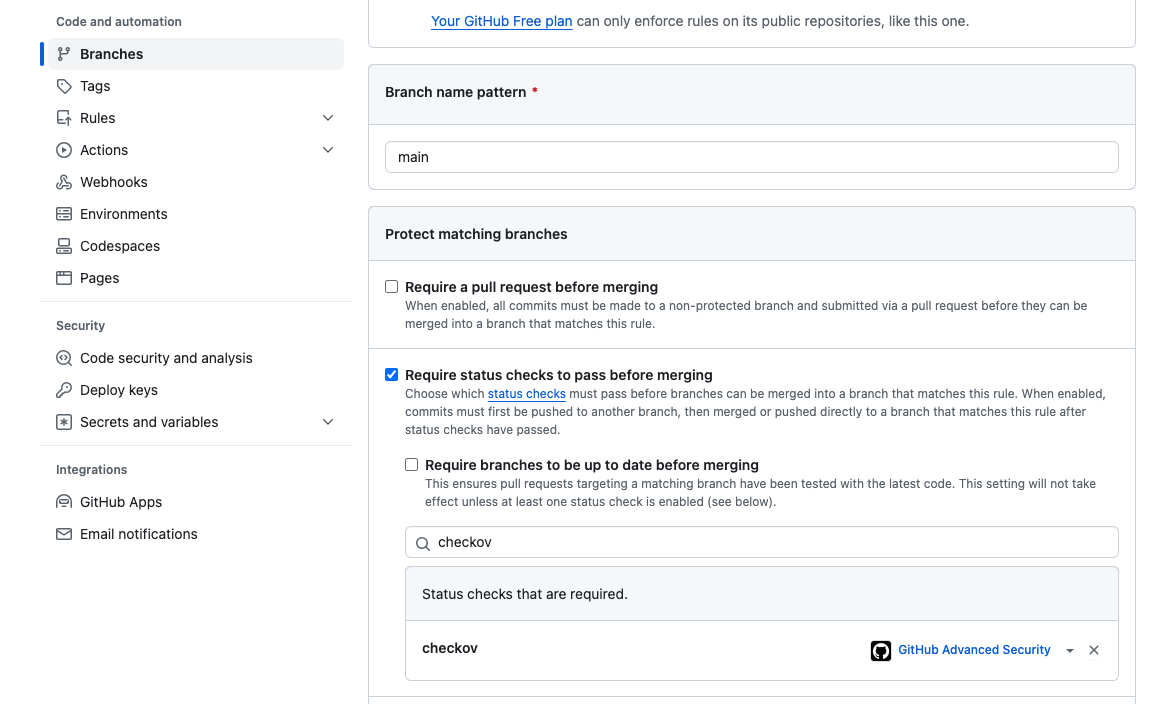 Code and automation
Branches
Tags
Rules
Actions
Webhooks
Environments
Codespaces
Pages
Security
Code security and analysis
Deploy keys
Secrets and variables
Integrations
GitHub Apps
Email notifications
Your GitHub Free plan can only enforce rules on its public repositories, like this one.
Branch name pattern *
main
Protect matching branches
Require a pull request before merging
When enabled, all commits must be made to a non-protected branch and submitted via a pull request before they can be
merged into a branch that matches this rule.
Require status checks to pass before merging
Choose which status checks must pass before branches can be merged into a branch that matches this rule. When enabled,
commits must first be pushed to another branch, then merged or pushed directly to a branch that matches this rule after
status checks have passed.
Require branches to be up to date before merging
This ensures pull requests targeting a matching branch have been tested with the latest code. This setting will not take
effect unless at least one status check is enabled (see below).
checkov
Status checks that are required.
checkov GitHub Advanced Security